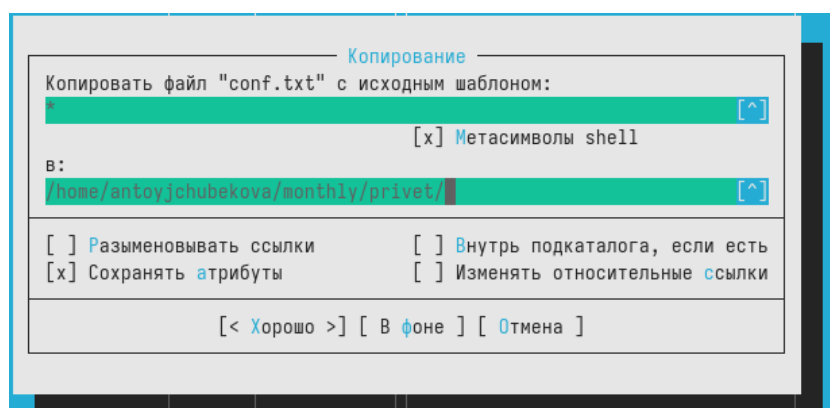 Копирование
Копировать файл "conf.txt" с исходным шаблоном:
* [^]
[x] Метасимволы shell
в:
/home/antoyjchubekova/monthly/privet/ [^]
[ ] Разыменовывать ссылки [ ] Внутрь подкаталога, если есть
[x] Сохранять атрибуты [ ] Изменять относительные ссылки
[< Хорошо >] [ В фоне ] [ Отмена ]